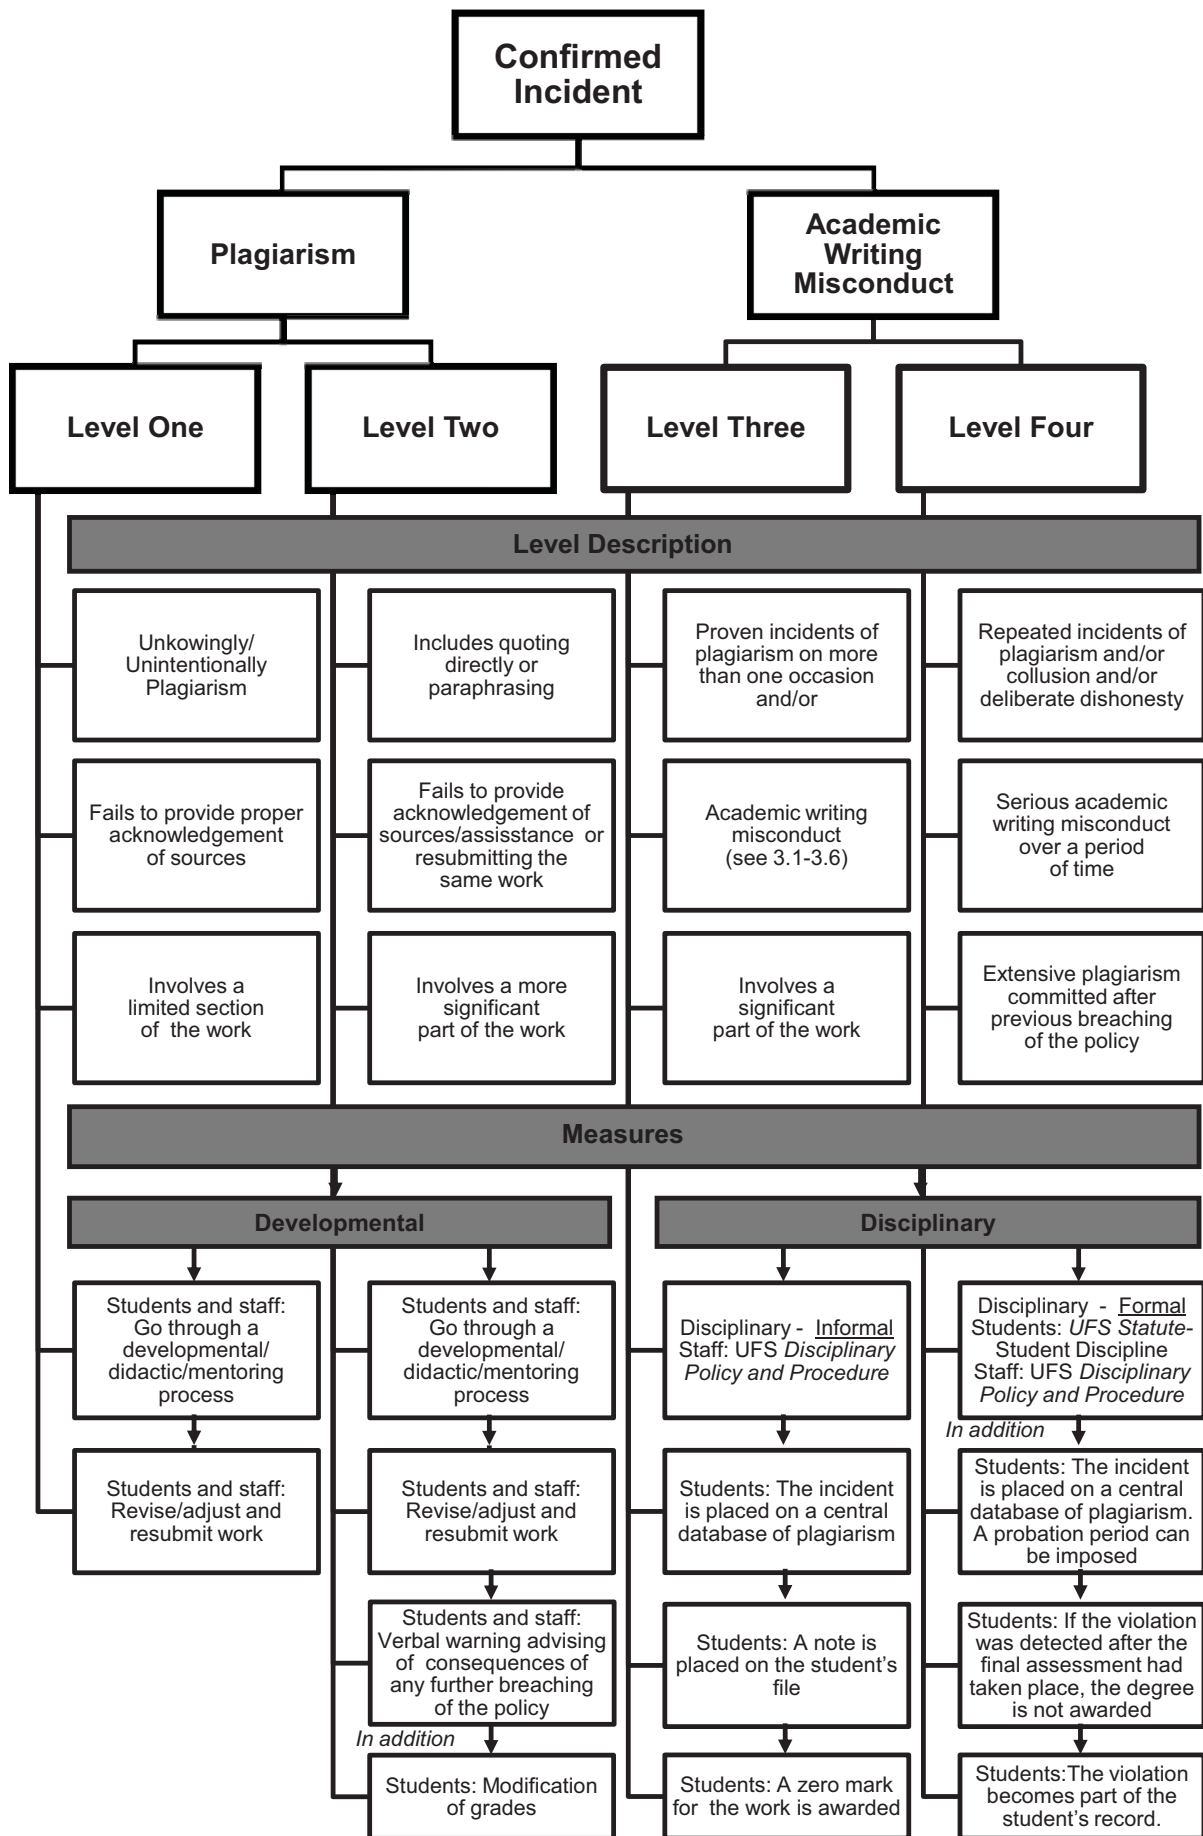 Confirmed
Incident
Plagiarism
Academic
Writing
Misconduct
Level One
Level Two
Level Three
Level Four
Level Description
Unkowingly/
Unintentionally
Plagiarism
Includes quoting
directly or
paraphrasing
Proven incidents of
plagiarism on more
than one occasion
and/or
Repeated incidents of
plagiarism and/or
collusion and/or
deliberate dishonesty
Fails to provide proper
acknowledgement
of sources
Fails to provide
acknowledgement of
sources/assisstance or
resubmitting the
same work
Academic writing
misconduct
(see 3.1-3.6)
Serious academic
writing misconduct
over a period
of time
Involves a
limited section
of the work
Involves a more
significant
part of the work
Involves a
significant
part of the work
Extensive plagiarism
committed after
previous breaching
of the policy
Measures
Developmental
Disciplinary
Students and staff:
Go through a
developmental/
didactic/mentoring
process
Students and staff:
Go through a
developmental/
didactic/mentoring
process
Disciplinary - Informal
Staff: UFS Disciplinary
Policy and Procedure
Disciplinary - Formal
Students: UFS Statute-
Student Discipline
Staff: UFS Disciplinary
Policy and Procedure
In addition
Students and staff:
Revise/adjust and
resubmit work
Students and staff:
Revise/adjust and
resubmit work
Students: The incident
is placed on a central
database of plagiarism
Students: The incident
is placed on a central
database of plagiarism.
A probation period can
be imposed
Students and staff:
Verbal warning advising
of consequences of
any further breaching
of the policy
Students: A note is
placed on the student's
file
Students: If the violation
was detected after the
final assessment had
taken place, the degree
is not awarded
In addition
Students: Modification
of grades
Students: A zero mark
for the work is awarded
Students:The violation
becomes part of the
student's record.